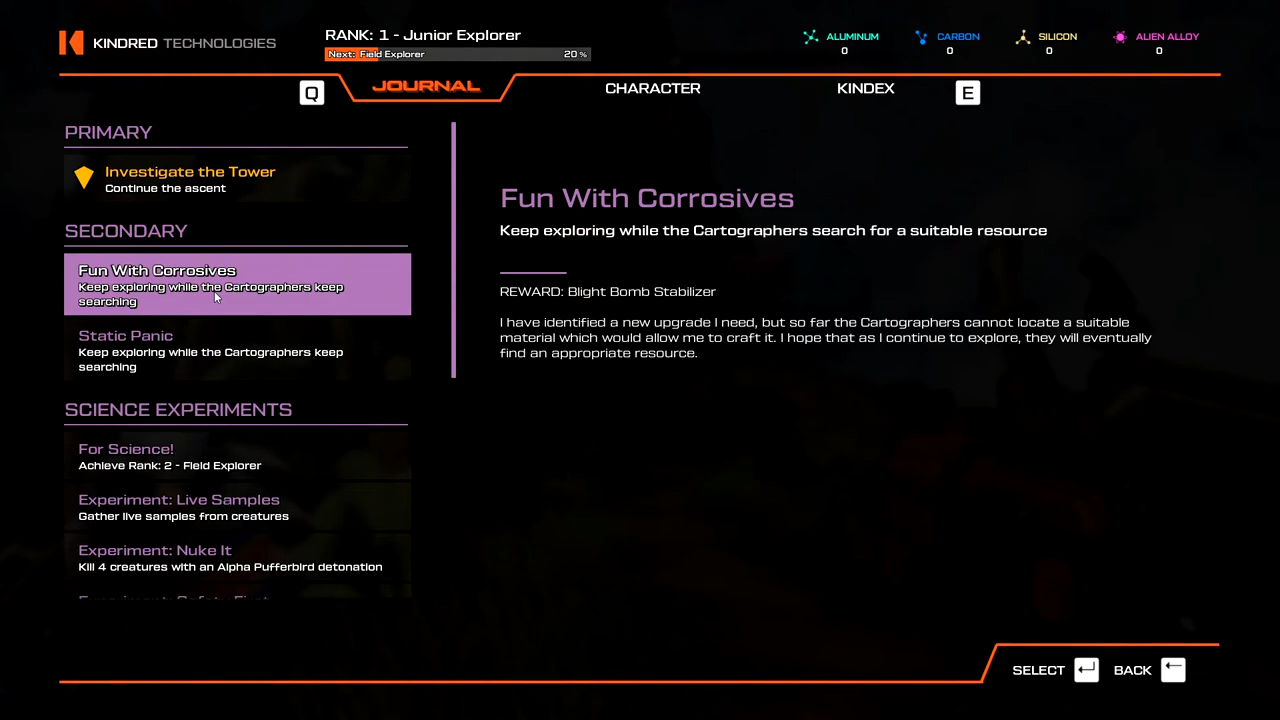 KINDRED TECHNOLOGIES
RANK: 1 - Junior Explorer
Next: Field Explorer 20 %
ALUMINUM
0
CARBON
0
SILICON
0
ALIEN ALLOY
0
Q
JOURNAL
CHARACTER
KINDEX
E
PRIMARY
Investigate the Tower
Continue the ascent
SECONDARY
Fun With Corrosives
Keep exploring while the Cartographers keep
searching
Static Panic
Keep exploring while the Cartographers keep
searching
SCIENCE EXPERIMENTS
For Science!
Achieve Rank: 2 - Field Explorer
Experiment: Live Samples
Gather live samples from creatures
Experiment: Nuke It
Kill 4 creatures with an Alpha Pufferbird detonation
Fun With Corrosives
Keep exploring while the Cartographers search for a suitable resource
REWARD: Blight Bomb Stabilizer
I have identified a new upgrade I need, but so far the Cartographers cannot locate a suitable
material which would allow me to craft it. I hope that as I continue to explore, they will eventually
find an appropriate resource.
SELECT
BACK